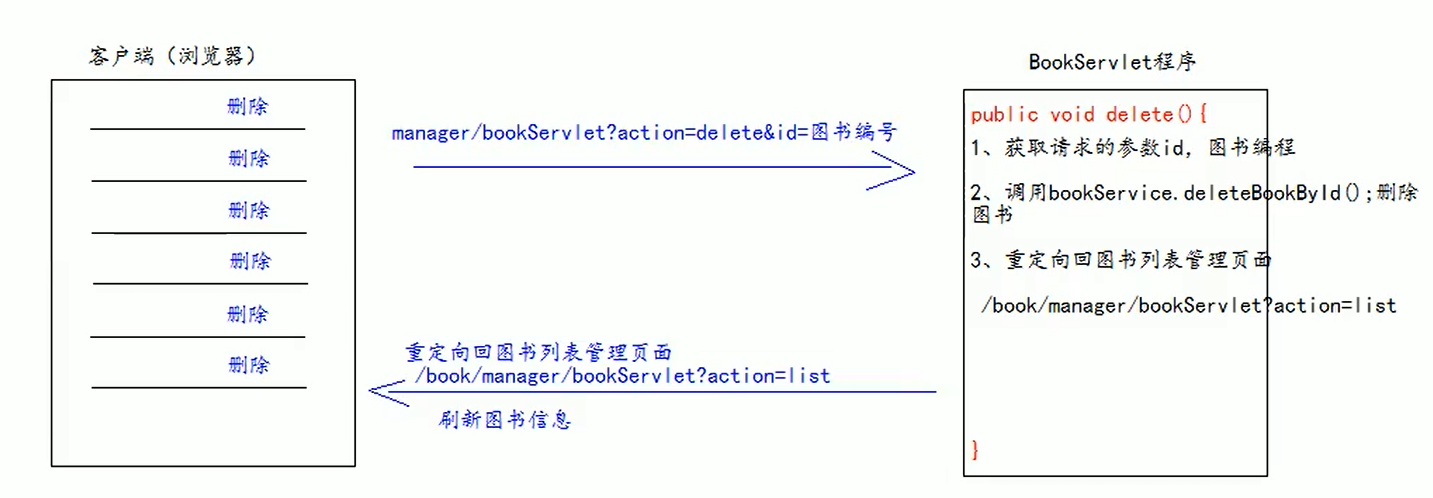 客户端（浏览器）
删除
删除
删除
删除
删除
删除
manager/bookServlet?action=delete&id=图书编号
重定向回图书列表管理页面
/book/manager/bookServlet?action=list
刷新图书信息
BookServlet程序
public void delete(){
1、获取请求的参数id，图书编程
2、调用bookService.deleteBookById();删除
图书
3、重定向回图书列表管理页面
/book/manager/bookServlet?action=list
}